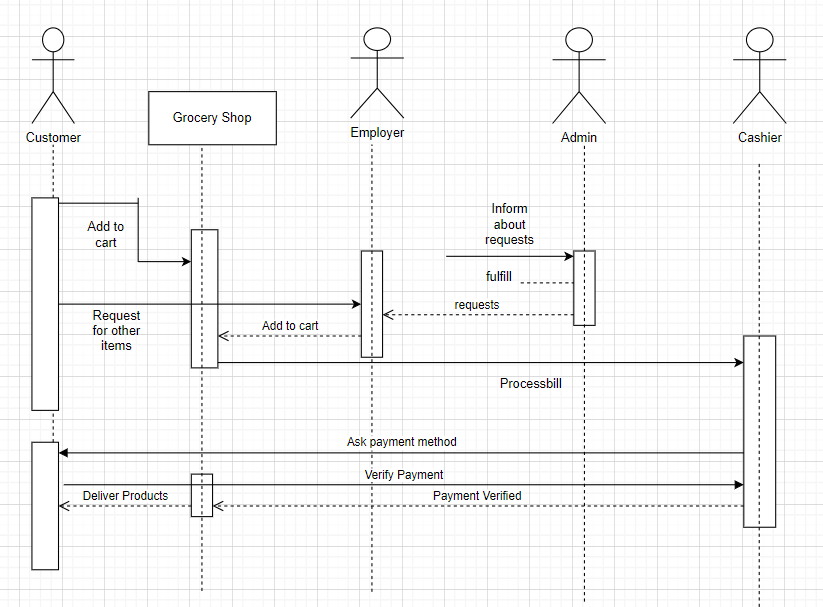 Grocery Shop
Customer
Employer
Admin
Cashier
Add to
cart
Inform
about
requests
fulfill
requests
Request
for other
items
Add to cart
Processbill
Ask payment method
Verify Payment
Deliver Products
Payment Verified